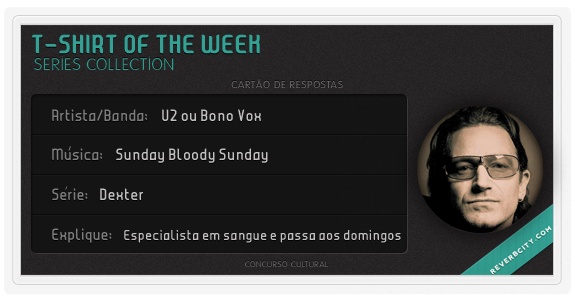 T-SHIRT OF THE WEEK
SERIES COLLECTION
CARTÃO DE RESPOSTAS
Artista/Banda: U2 ou Bono Vox
Música: Sunday Bloody Sunday
Série: Dexter
Explique: Especialista em sangue e passa aos domingos
REVERBCITY.COM
CONCURSO CULTURAL